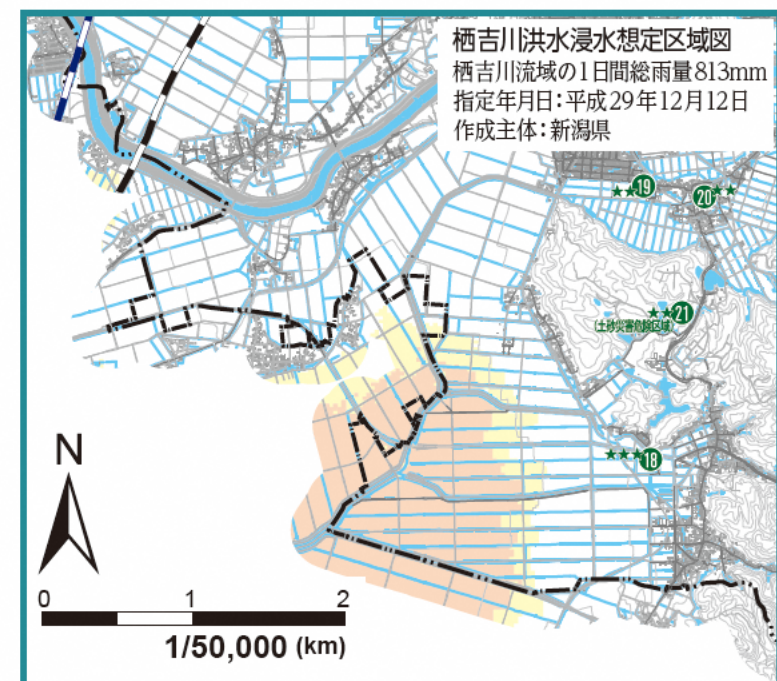 栖吉川洪水浸水想定区域図
栖吉川流域の1日間総雨量813mm
指定年月日：平成29年12月12日
作成主体：新潟県
★★19
20★★
★★21
(土砂災害危険区域)
★★★18
N
0 1 2
1/50,000 (km)